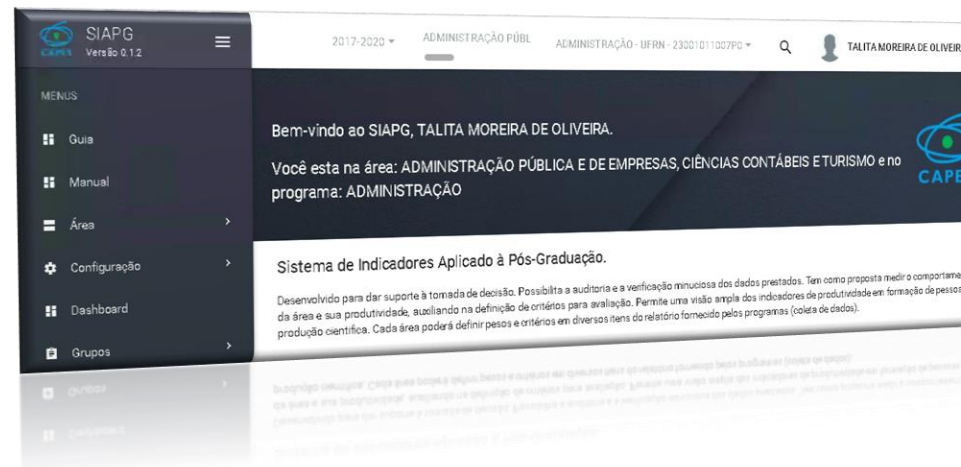 SIAPG
Versão 0.1.2
CAPES
2017-2020
ADMINISTRAÇÃO PÚBL
ADMINISTRAÇÃO - UFRN - 23001011007P0
TALITA MOREIRA DE OLIVEIR
MENUS
Guia
Manual
Área
Configuração
Dashboard
Grupos
Bem-vindo ao SIAPG, TALITA MOREIRA DE OLIVEIRA.
Você esta na área: ADMINISTRAÇÃO PÚBLICA E DE EMPRESAS, CIÊNCIAS CONTÁBEIS E TURISMO e no
programa: ADMINISTRAÇÃO
CAPE
Sistema de Indicadores Aplicado à Pós-Graduação.
Desenvolvido para dar suporte à tomada de decisão. Possibilita a auditoria e a verificação minuciosa dos dados prestados. Tem como proposta medir o comportame
da área e sua produtividade, auxiliando na definição de critérios para avaliação. Permite uma visão ampla dos indicadores de produtividade em formação de pessoa
produção científica. Cada área poderá definir pesos e critérios em diversos itens do relatório fornecido pelos programas (coleta de dados).